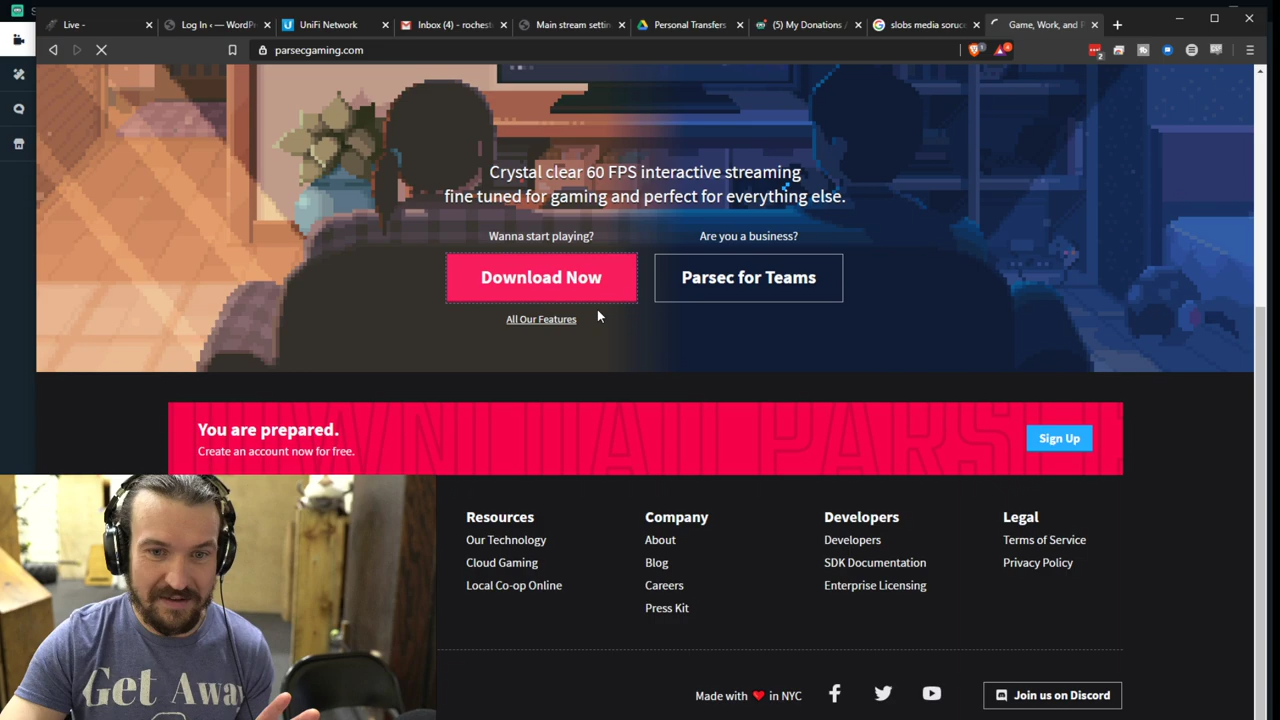 Live -
Log In ‹ — WordPr
UniFi Network
Inbox (4) - rochest
Main stream settin
Personal Transfers
(5) My Donations /
slobs media soruc
Game, Work, and P
parsecgaming.com
Crystal clear 60 FPS interactive streaming
fine tuned for gaming and perfect for everything else.
Wanna start playing?
Are you a business?
Download Now
Parsec for Teams
All Our Features
You are prepared.
Create an account now for free.
Sign Up
Resources
Company
Developers
Legal
Our Technology
About
Developers
Terms of Service
Cloud Gaming
Blog
SDK Documentation
Privacy Policy
Local Co-op Online
Careers
Enterprise Licensing
Press Kit
Made with ❤ in NYC
Join us on Discord
Get Away